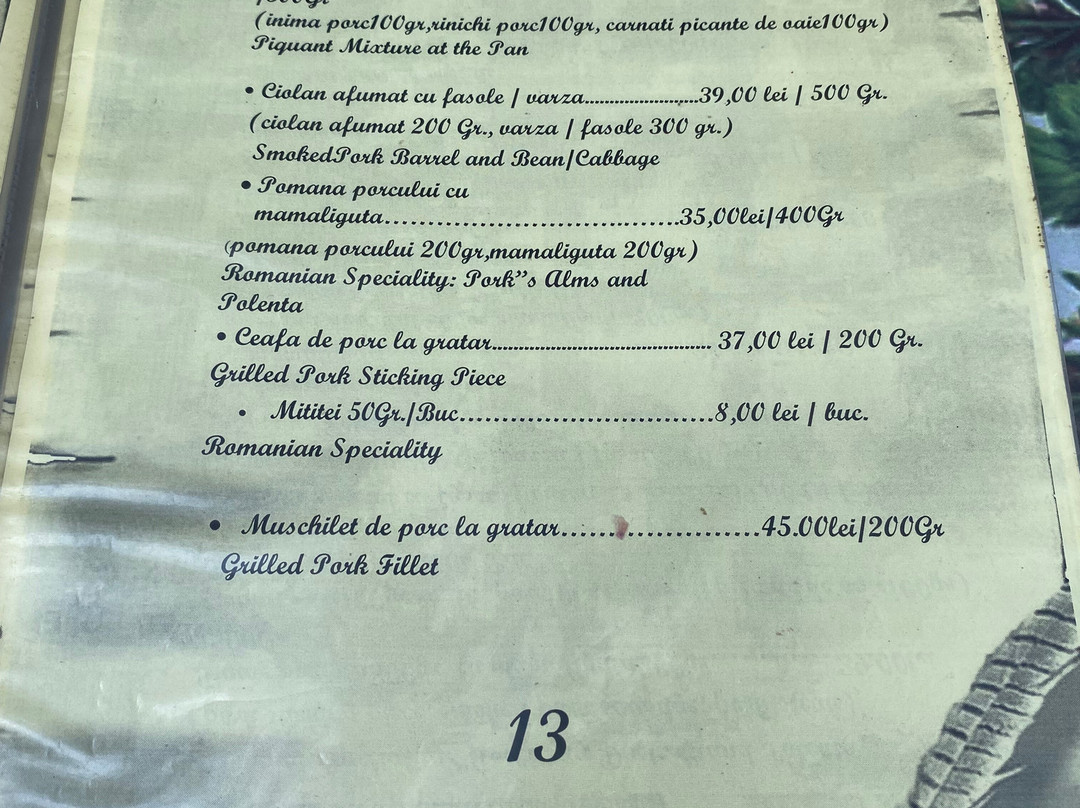 (inima porc100gr,rinichi porc100gr, carnati picante de oaie100gr)
Piquant Mixture at the Pan
• Ciolan afumat cu fasole / varza..........................39,00 lei / 500 Gr.
(ciolan afumat 200 Gr., varza / fasole 300 gr.)
SmokedPork Barrel and Bean/Cabbage
• Pomana porcului cu
mamaliguta..................................35,00lei/400Gr
(pomana porcului 200gr,mamaliguta 200gr)
Romanian Speciality: Pork”s Alms and
Polenta
• Ceafa de porc la gratar.................................................. 37,00 lei / 200 Gr.
Grilled Pork Sticking Piece
• Mititei 50Gr./Buc.............................8,00 lei / buc.
Romanian Speciality
• Muschilet de porc la gratar.......................45.00lei/200Gr
Grilled Pork Fillet
13